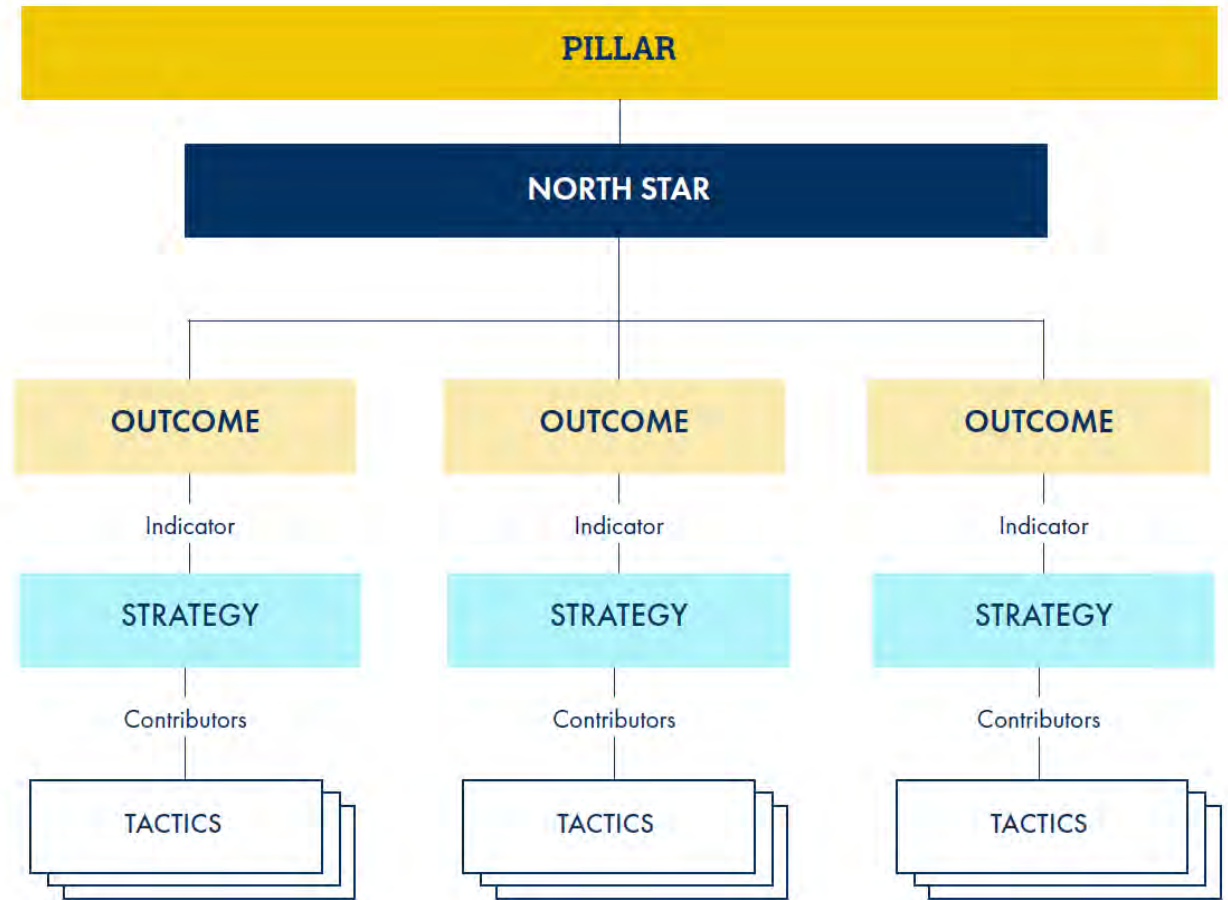 PILLAR
NORTH STAR
OUTCOME OUTCOME OUTCOME
Indicator Indicator Indicator
STRATEGY STRATEGY STRATEGY
Contributors Contributors Contributors
TACTICS TACTICS TACTICS